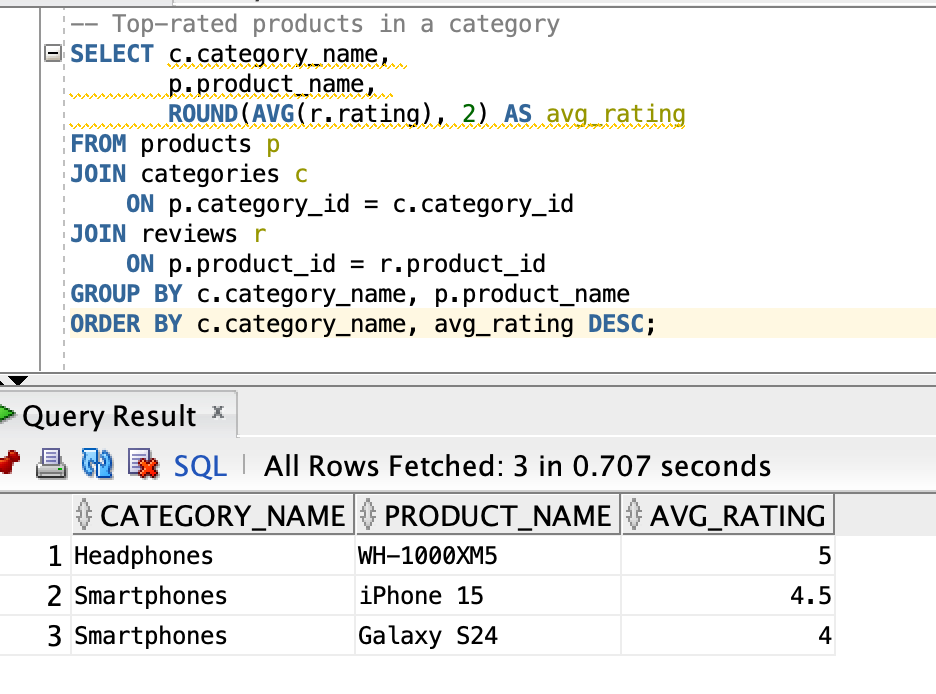 -- Top-rated products in a category
SELECT c.category_name,
       p.product_name,
       ROUND(AVG(r.rating), 2) AS avg_rating
FROM products p
JOIN categories c
    ON p.category_id = c.category_id
JOIN reviews r
    ON p.product_id = r.product_id
GROUP BY c.category_name, p.product_name
ORDER BY c.category_name, avg_rating DESC;
Query Result x
SQL | All Rows Fetched: 3 in 0.707 seconds
CATEGORY_NAME PRODUCT_NAME AVG_RATING
1 Headphones WH-1000XM5 5
2 Smartphones iPhone 15 4.5
3 Smartphones Galaxy S24 4